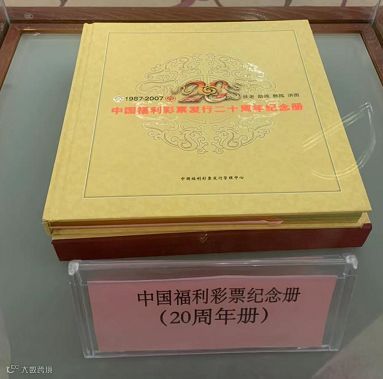 1987-2007 20 扶老 助残 救孤 济困
中国福利彩票发行二十周年纪念册
中国福利彩票发行管理中心
中国福利彩票纪念册
(20周年册)
大数跨境